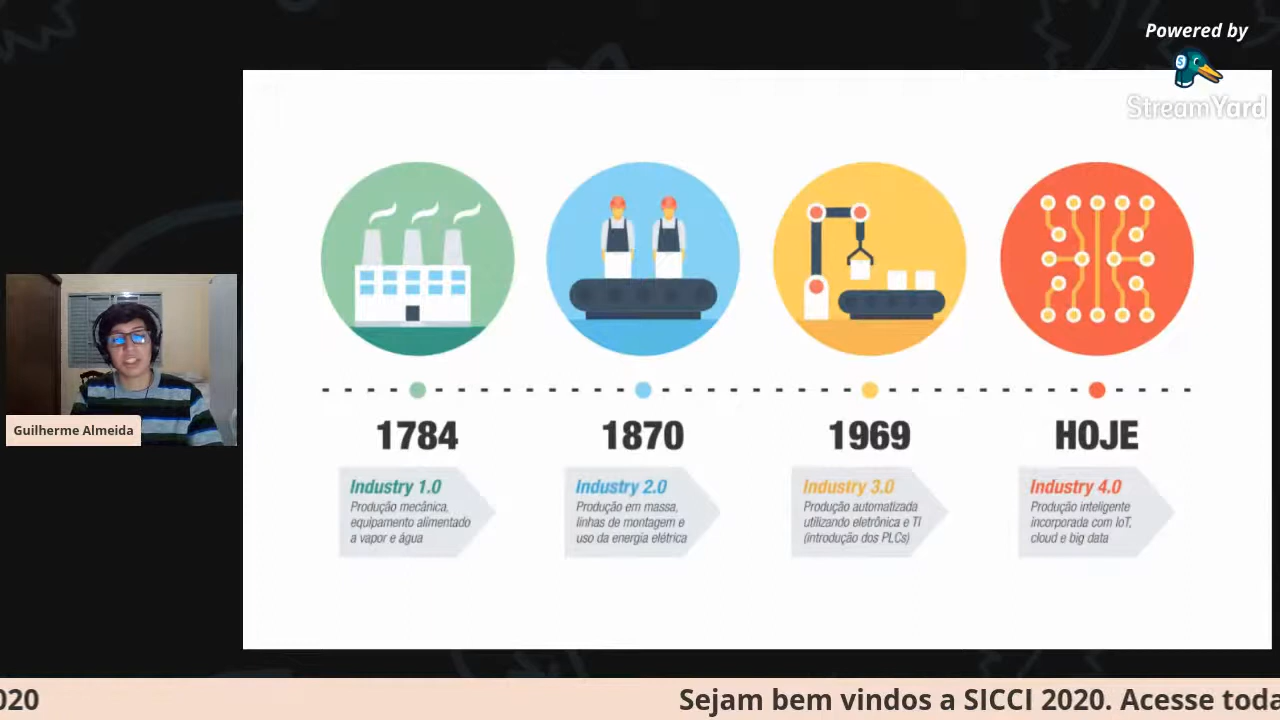 Powered by
StreamYard
1784
1870
1969
HOJE
Industry 1.0
Produção mecânica,
equipamento alimentado
a vapor e água
Industry 2.0
Produção em massa,
linhas de montagem e
uso da energia elétrica
Industry 3.0
Produção automatizada
utilizando eletrônica e TI
(introdução dos PLCs)
Industry 4.0
Produção inteligente
incorporada com IoT,
cloud e big data
Guilherme Almeida
020
Sejam bem vindos a SICCI 2020. Acesse toda